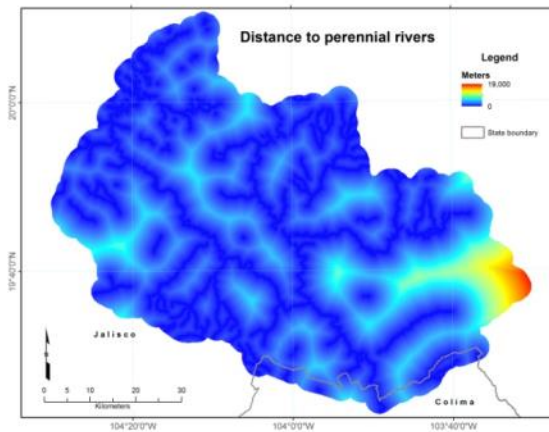 Distance to perennial rivers
Legend
Meters
19,000
0
State boundary
20°0'0"N
19°40'0"N
Jalisco
Colima
0 5 10 20 30
Kilometers
104°20'0"W 104°0'0"W 103°40'0"W